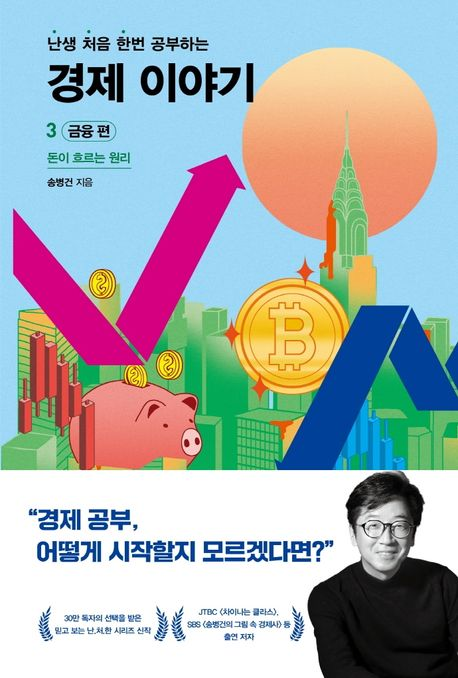 난생 처음 한번 공부하는
경제 이야기
3 금융 편
돈이 흐르는 원리
송병건 지음
B
“경제 공부,
어떻게 시작할지 모르겠다면?”
30만 독자의 선택을 받은
믿고 보는 난.처.한 시리즈 신작
JTBC 〈차이나는 클라스〉,
SBS 〈송병건의 그림 속 경제사〉 등
출연 저자